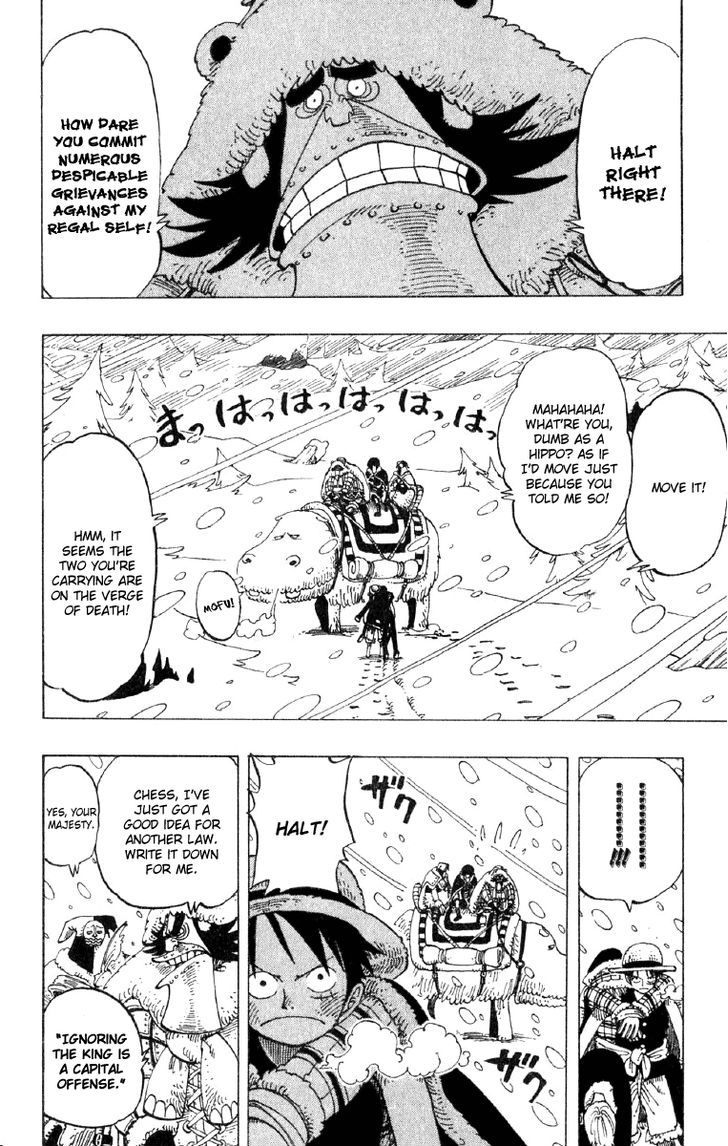 HALT
RIGHT
THERE!
HOW DARE
YOU COMMIT
NUMEROUS
DESPICABLE
GRIEVANCES
AGAINST MY
REGAL SELF!
MOVE IT!
MAHAHAHA!
WHAT'RE YOU,
DUMB AS A
HIPPO? AS IF
I'D MOVE JUST
BECAUSE YOU
TOLD ME SO!
まっはっはっはっはっはっ
MOFU!
HMM, IT
SEEMS THE
TWO YOU'RE
CARRYING ARE
ON THE VERGE
OF DEATH!
!!!
ザク
HALT!
ザク
CHESS, I'VE
JUST GOT A
GOOD IDEA FOR
ANOTHER LAW.
WRITE IT DOWN
FOR ME.
YES, YOUR
MAJESTY.
"IGNORING
THE KING IS
A CAPITAL
OFFENSE."